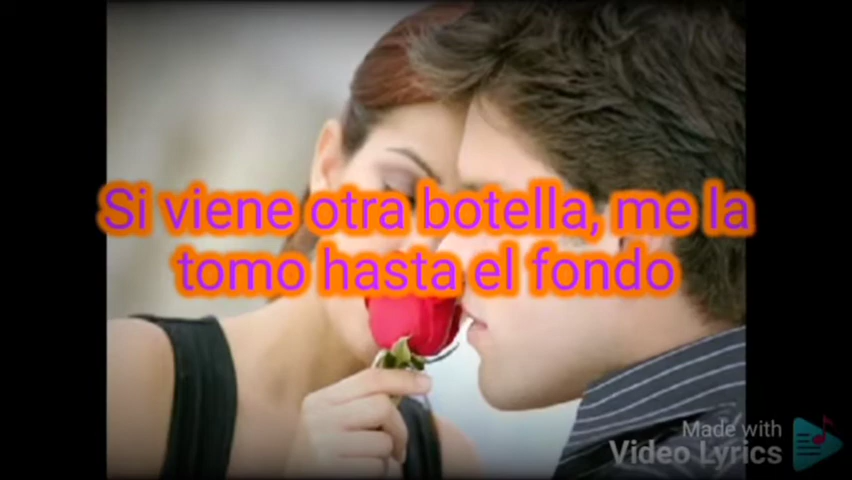 Si viene otra botella, me la
tomo hasta el fondo
Made with
Video Lyrics